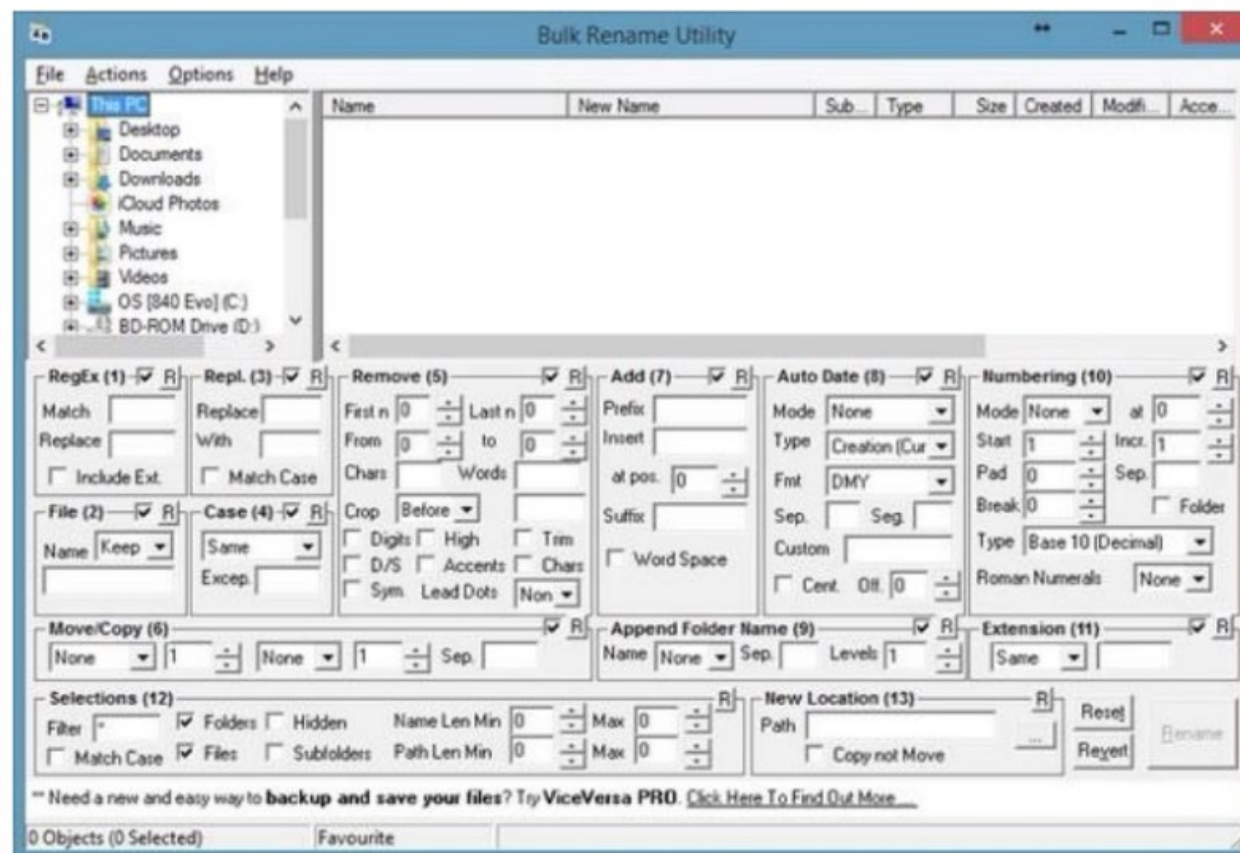 Bulk Rename Utility
File Actions Options Help
This PC
Desktop
Documents
Downloads
iCloud Photos
Music
Pictures
Videos
OS [840 Evo] (C:)
BD-ROM Drive (D:)
Name New Name Sub... Type Size Created Modifi... Acce...
RegEx (1) R
Match
Replace
Include Ext.
Repl. (3) R
Replace
With
Match Case
File (2) R
Name Keep
Case (4) R
Same
Excep.
Remove (5) R
First n 0 Last n 0
From 0 to 0
Chars Words
Crop Before
Digits High Trim
D/S Accents Chars
Sym. Lead Dots Non
Add (7) R
Prefix
Insert
at pos. 0
Suffix
Word Space
Auto Date (8) R
Mode None
Type Creation (Cur
Fmt DMY
Sep. Seg.
Custom
Cent. Off. 0
Numbering (10) R
Mode None at 0
Start 1 Incr. 1
Pad 0 Sep.
Break 0 Folder
Type Base 10 (Decimal)
Roman Numerals None
Move/Copy (6) R
None 1 None 1 Sep.
Append Folder Name (9) R
Name None Sep. Levels 1
Extension (11) R
Same
Selections (12) R
Filter * Folders Hidden Name Len Min 0 Max 0
Match Case Files Subfolders Path Len Min 0 Max 0
New Location (13) R
Path ...
Copy not Move
Reset
Revert
Rename
** Need a new and easy way to backup and save your files? Try ViceVersa PRO. Click Here To Find Out More ...
0 Objects (0 Selected) Favourite